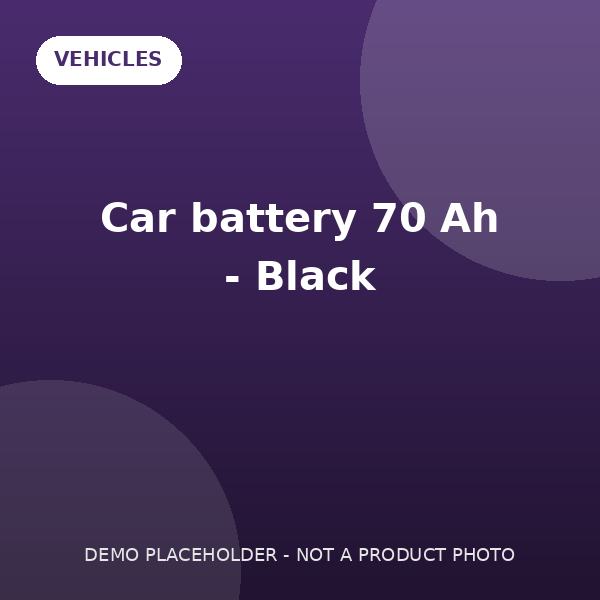 VEHICLES
Car battery 70 Ah
- Black
DEMO PLACEHOLDER - NOT A PRODUCT PHOTO